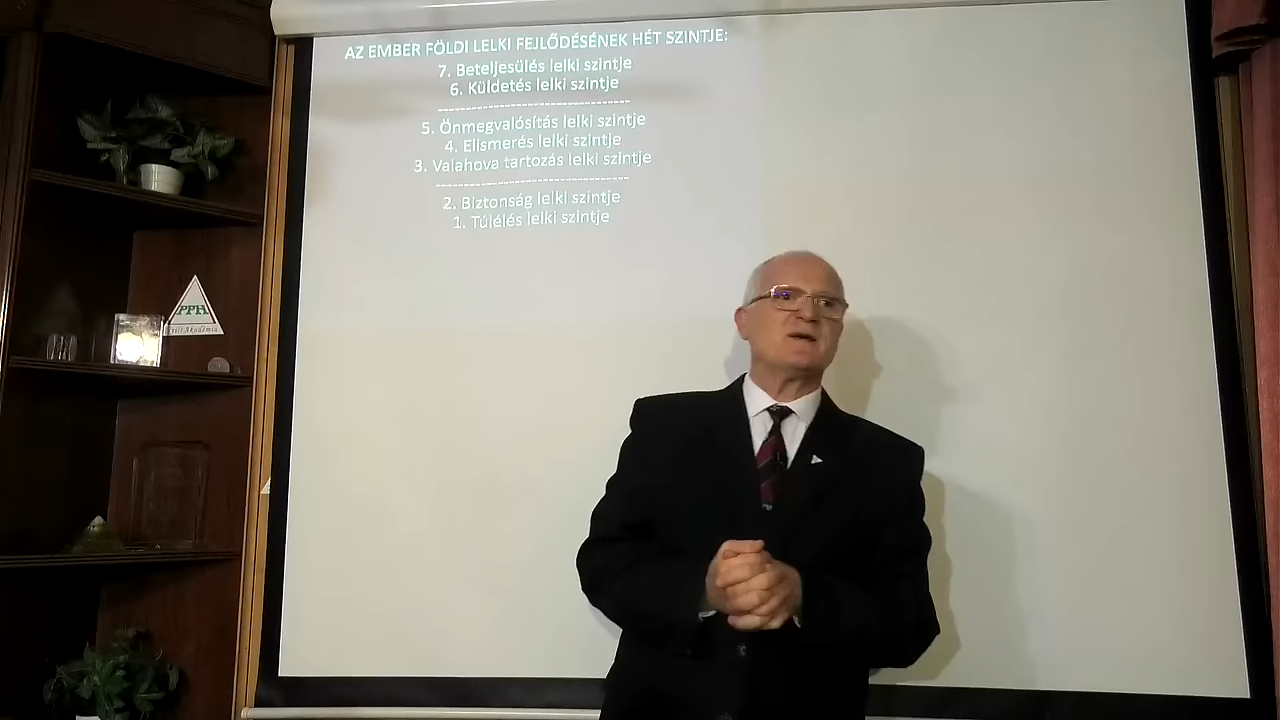 AZ EMBER FÖLDI LELKI FEJLŐDÉSÉNEK HÉT SZINTJE:
7. Beteljesülés lelki szintje
6. Küldetés lelki szintje
----------------------------------
5. Önmegvalósítás lelki szintje
4. Elismerés lelki szintje
3. Valahova tartozás lelki szintje
----------------------------------
2. Biztonság lelki szintje
1. Túlélés lelki szintje
PPH
Akadémia